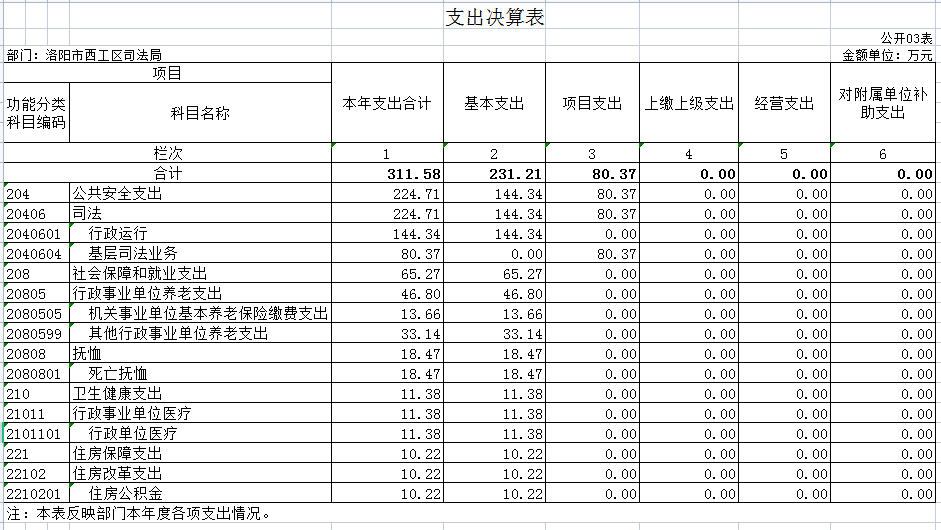 支出决算表
公开03表
部门：洛阳市西工区司法局 金额单位：万元
项目 本年支出合计 基本支出 项目支出 上缴上级支出 经营支出 对附属单位补助支出
功能分类科目编码 科目名称
栏次 1 2 3 4 5 6
合计 311.58 231.21 80.37 0.00 0.00 0.00
204 公共安全支出 224.71 144.34 80.37 0.00 0.00 0.00
20406 司法 224.71 144.34 80.37 0.00 0.00 0.00
2040601 行政运行 144.34 144.34 0.00 0.00 0.00 0.00
2040604 基层司法业务 80.37 0.00 80.37 0.00 0.00 0.00
208 社会保障和就业支出 65.27 65.27 0.00 0.00 0.00 0.00
20805 行政事业单位养老支出 46.80 46.80 0.00 0.00 0.00 0.00
2080505 机关事业单位基本养老保险缴费支出 13.66 13.66 0.00 0.00 0.00 0.00
2080599 其他行政事业单位养老支出 33.14 33.14 0.00 0.00 0.00 0.00
20808 抚恤 18.47 18.47 0.00 0.00 0.00 0.00
2080801 死亡抚恤 18.47 18.47 0.00 0.00 0.00 0.00
210 卫生健康支出 11.38 11.38 0.00 0.00 0.00 0.00
21011 行政事业单位医疗 11.38 11.38 0.00 0.00 0.00 0.00
2101101 行政单位医疗 11.38 11.38 0.00 0.00 0.00 0.00
221 住房保障支出 10.22 10.22 0.00 0.00 0.00 0.00
22102 住房改革支出 10.22 10.22 0.00 0.00 0.00 0.00
2210201 住房公积金 10.22 10.22 0.00 0.00 0.00 0.00
注：本表反映部门本年度各项支出情况。